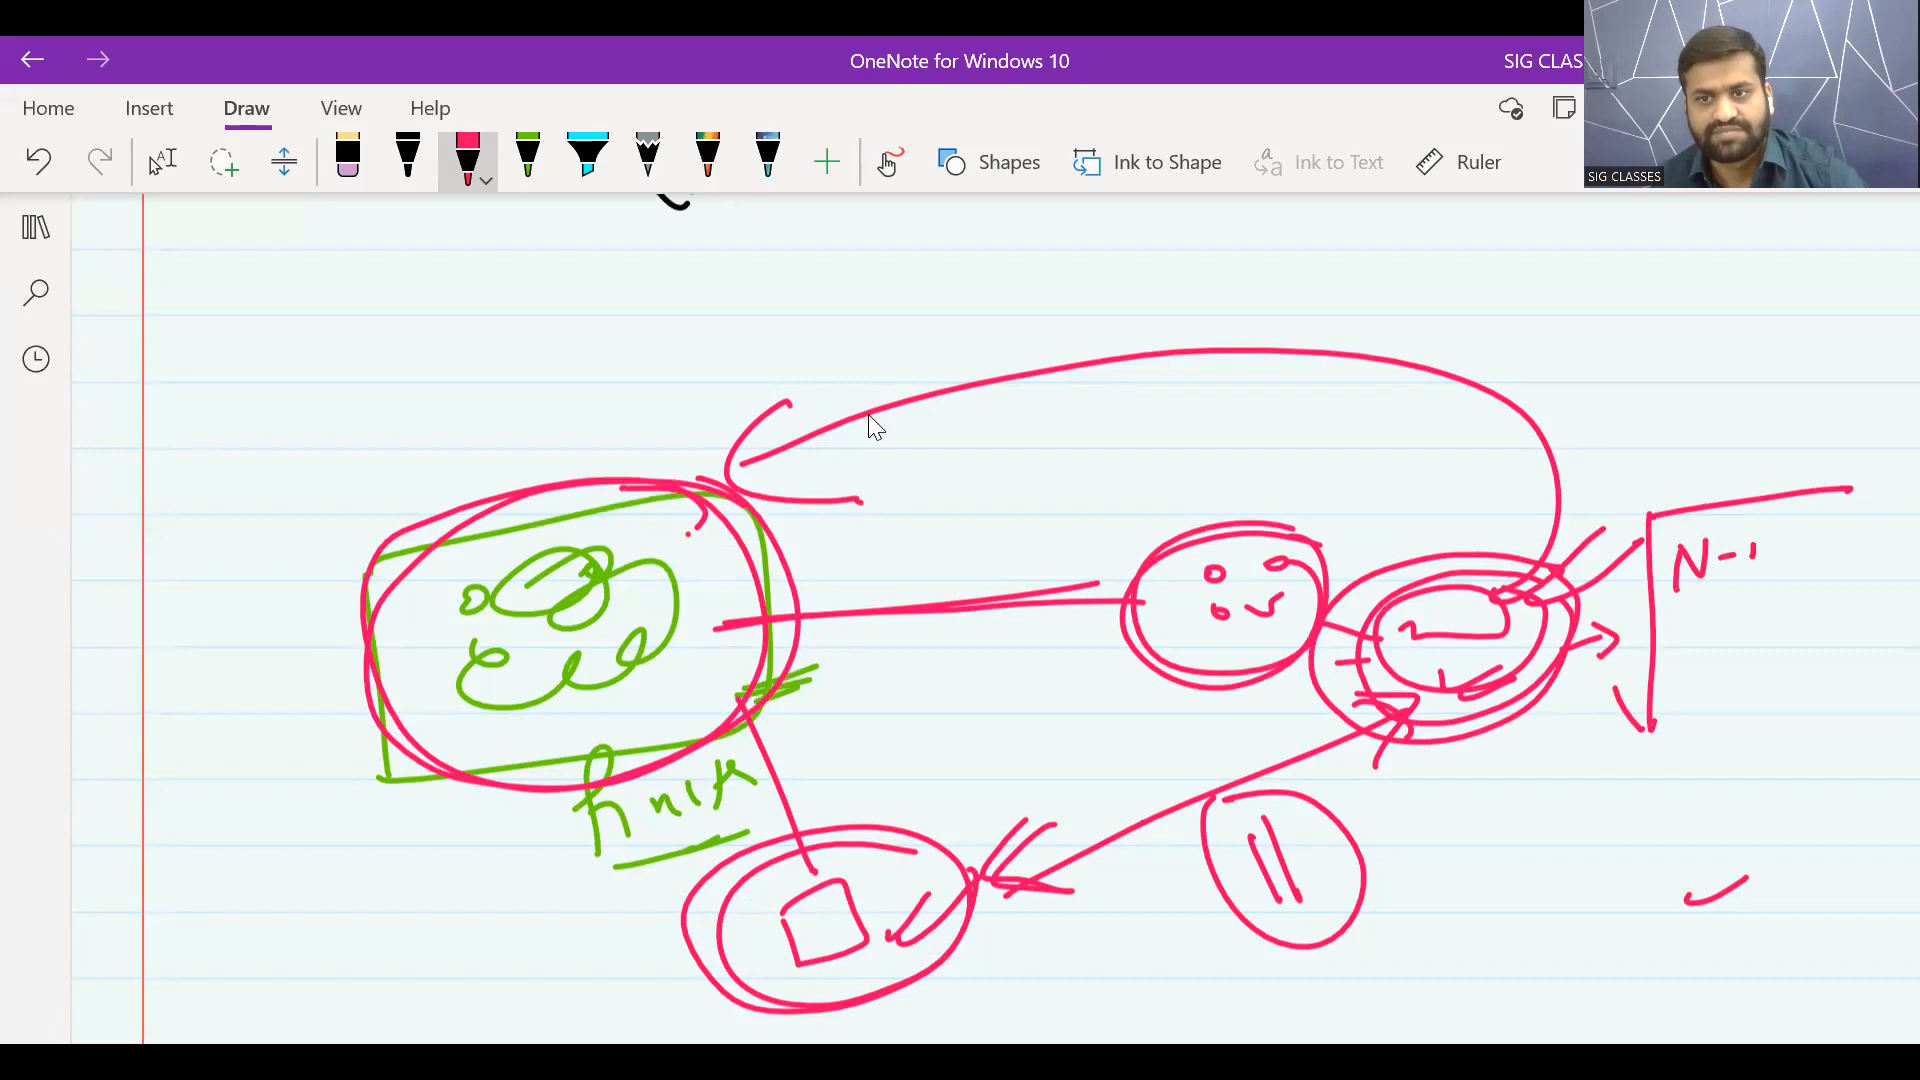 OneNote for Windows 10
SIG CLAS
Home Insert Draw View Help
Shapes Ink to Shape Ink to Text Ruler
SIG CLASSES
N-1